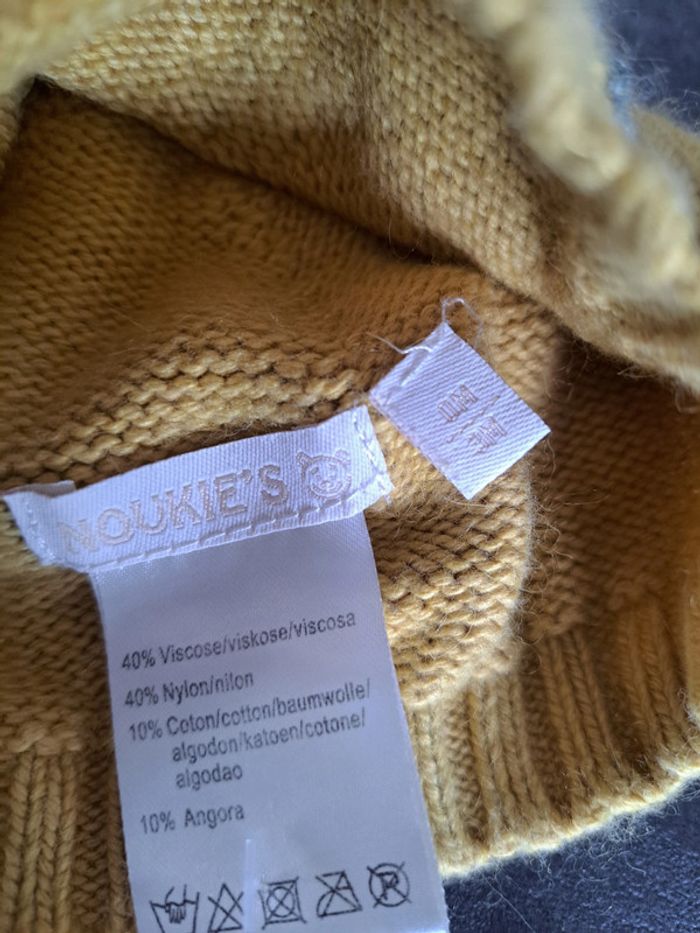 NOUKIE'S
40% Viscose/viskose/viscosa
40% Nylon/nilon
10% Coton/cotton/baumwolle/
algodon/katoen/cotone/
algodao
10% Angora